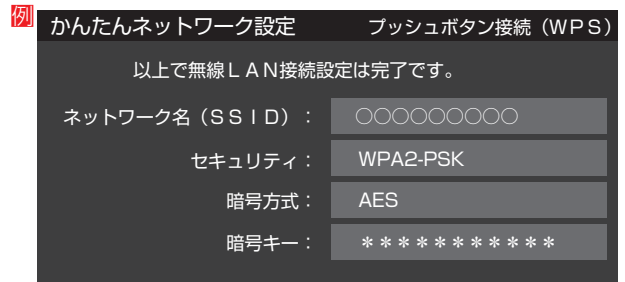 例
かんたんネットワーク設定　プッシュボタン接続（ＷＰＳ）
以上で無線ＬＡＮ接続設定は完了です。
ネットワーク名（ＳＳＩＤ）：　○○○○○○○○○
セキュリティ：　WPA2-PSK
暗号方式：　AES
暗号キー：　＊＊＊＊＊＊＊＊＊＊＊